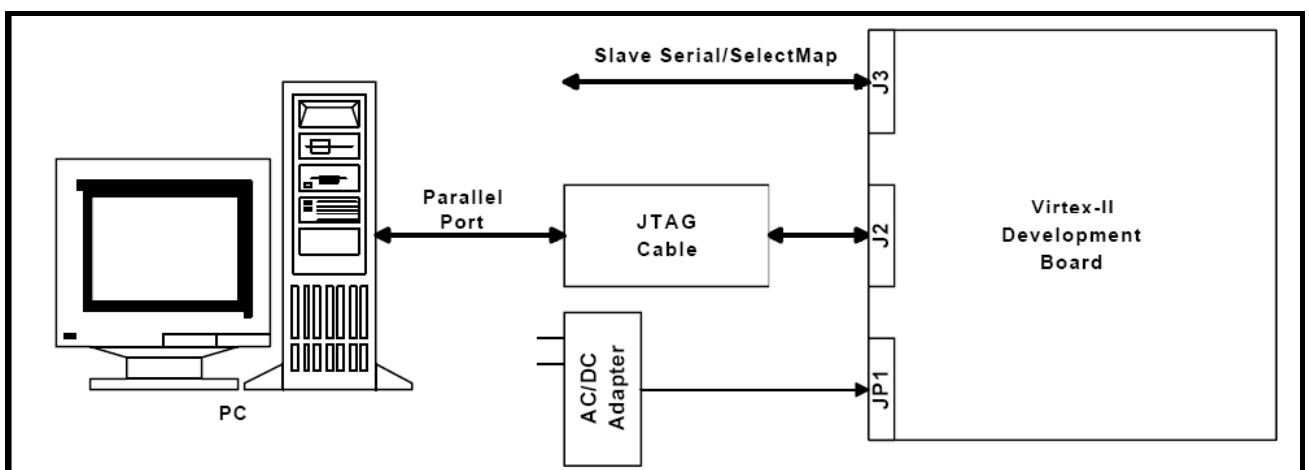 Slave Serial/SelectMap
J3
Parallel
Port
JTAG
Cable
J2
Virtex-II
Development
Board
AC/DC
Adapter
JP1
PC